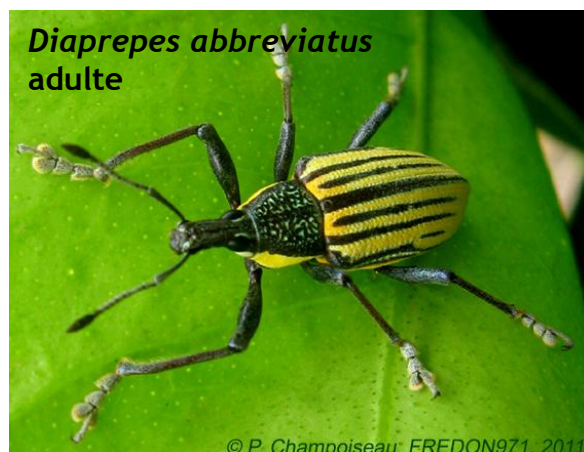 Diaprepes abbreviatus
adulte
© P. Champoiseau, FREDON971, 2011